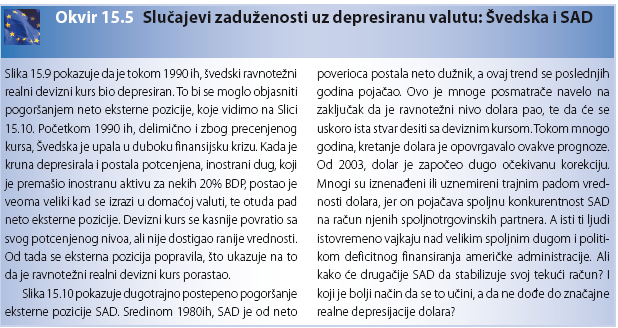 Okvir 15.5 Slučajevi zaduženosti uz depresiranu valutu: Švedska i SAD
Slika 15.9 pokazuje da je tokom 1990 ih, švedski ravnotežni
realni devizni kurs bio depresiran. To bi se moglo objasniti
pogoršanjem neto eksterne pozicije, koje vidimo na Slici
15.10. Početkom 1990 ih, delimično i zbog precenjenog
kursa, Švedska je upala u duboku finansijsku krizu. Kada je
kruna depresirala i postala potcenjena, inostrani dug, koji
je premašio inostranu aktivu za nekih 20% BDP, postao je
veoma veliki kad se izrazi u domaćoj valuti, te otuda pad
neto eksterne pozicije. Devizni kurs se kasnije povratio sa
svog potcenjenog nivoa, ali nije dostigao ranije vrednosti.
Od tada se eksterna pozicija popravila, što ukazuje na to
da je ravnotežni realni devizni kurs porastao.
Slika 15.10 pokazuje dugotrajno postepeno pogoršanje
eksterne pozicije SAD. Sredinom 1980ih, SAD je od neto
poverioca postala neto dužnik, a ovaj trend se poslednjih
godina pojačao. Ovo je mnoge posmatrače navelo na
zaključak da je ravnotežni nivo dolara pao, te da će se
uskoro ista stvar desiti sa deviznim kursom. Tokom mnogo
godina, kretanje dolara je opovrgavalo ovakve prognoze.
Od 2003, dolar je započeo dugo očekivanu korekciju.
Mnogi su iznenađeni ili uznemireni trajnim padom vred-
nosti dolara, jer on pojačava spoljnu konkurentnost SAD
na račun njenih spoljnotrgovinskih partnera. A isti ti ljudi
istovremeno vajkaju nad velikim spoljnim dugom i politi-
kom deficitnog finansiranja američke administracije. Ali
kako će drugačije SAD da stabilizuje svoj tekući račun? I
koji je bolji način da se to učini, a da ne dođe do značajne
realne depresijacije dolara?